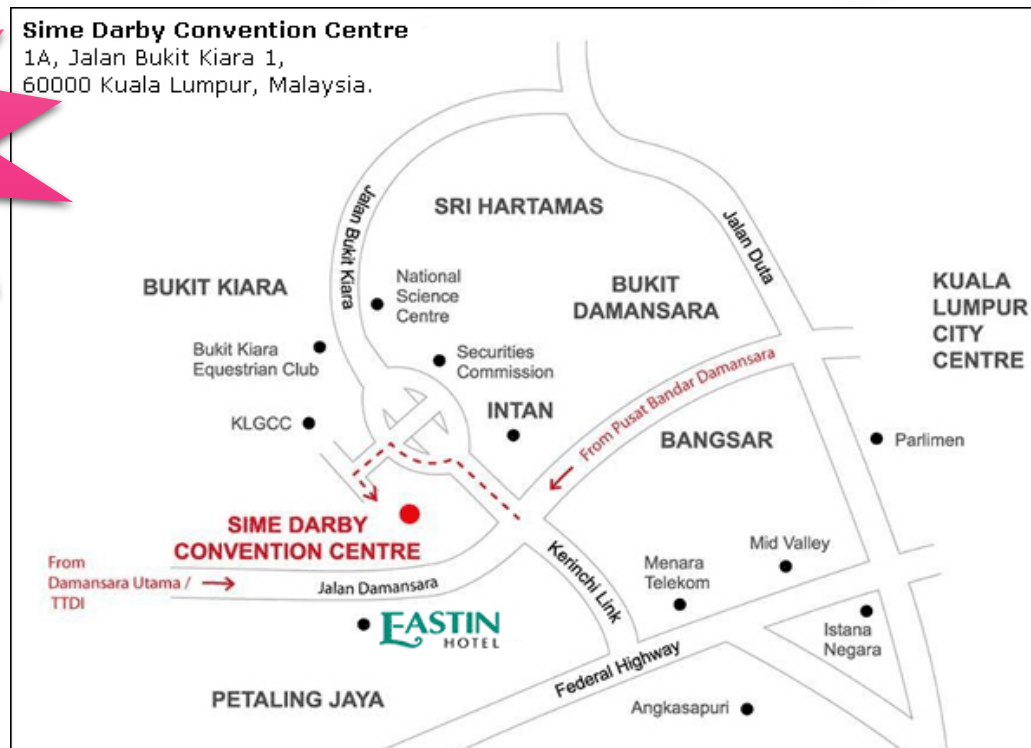 Sime Darby Convention Centre
1A, Jalan Bukit Kiara 1,
60000 Kuala Lumpur, Malaysia.
Jalan Bukit Kiara
SRI HARTAMAS
Jalan Duta
BUKIT KIARA
National
Science
Centre
BUKIT
DAMANSARA
KUALA
LUMPUR
CITY
CENTRE
Bukit Kiara
Equestrian Club
Securities
Commission
From Pusat Bandar Damansara
INTAN
KLGCC
BANGSAR
Parlimen
SIME DARBY
CONVENTION CENTRE
From
Damansara Utama /
TTDI
Jalan Damansara
Kerinchi Link
Menara
Telekom
Mid Valley
EASTIN
HOTEL
Istana
Negara
Federal Highway
PETALING JAYA
Angkasapuri